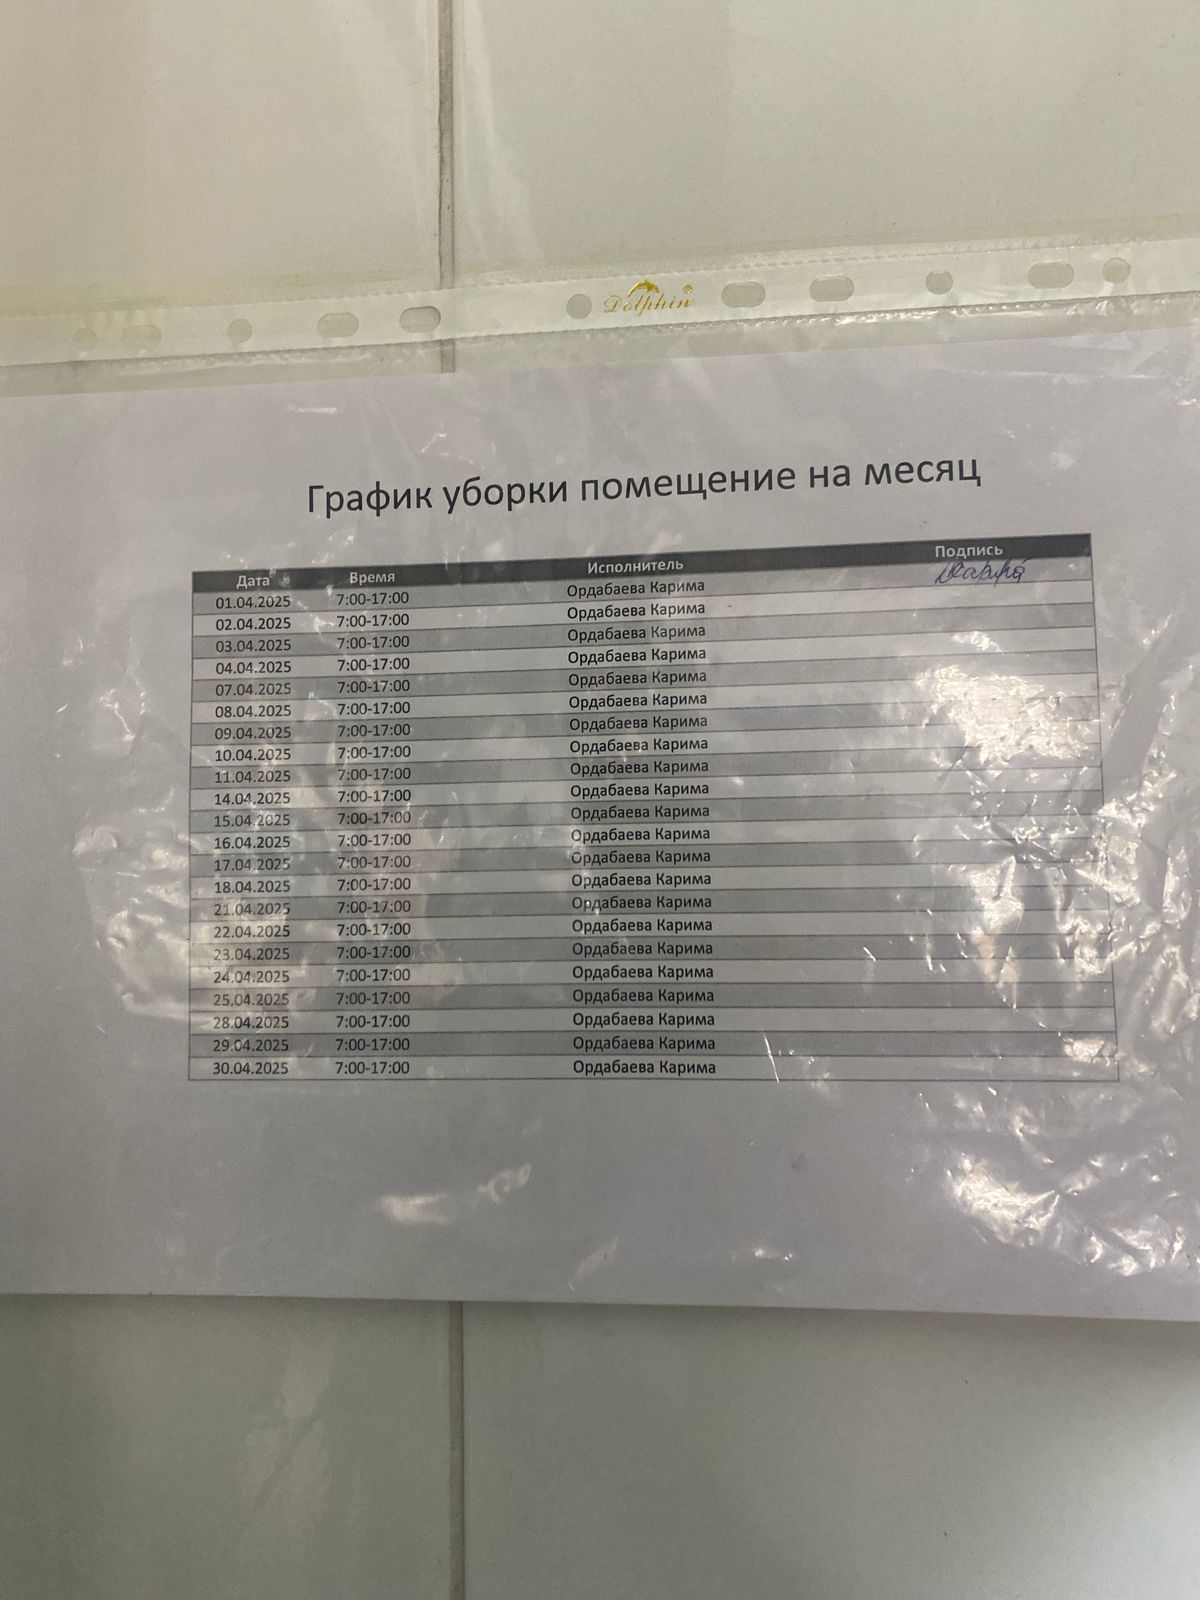 Dolphin
График уборки помещение на месяц
Дата Время Исполнитель Подпись
01.04.2025 7:00-17:00 Ордабаева Карима Карима
02.04.2025 7:00-17:00 Ордабаева Карима
03.04.2025 7:00-17:00 Ордабаева Карима
04.04.2025 7:00-17:00 Ордабаева Карима
07.04.2025 7:00-17:00 Ордабаева Карима
08.04.2025 7:00-17:00 Ордабаева Карима
09.04.2025 7:00-17:00 Ордабаева Карима
10.04.2025 7:00-17:00 Ордабаева Карима
11.04.2025 7:00-17:00 Ордабаева Карима
14.04.2025 7:00-17:00 Ордабаева Карима
15.04.2025 7:00-17:00 Ордабаева Карима
16.04.2025 7:00-17:00 Ордабаева Карима
17.04.2025 7:00-17:00 Ордабаева Карима
18.04.2025 7:00-17:00 Ордабаева Карима
21.04.2025 7:00-17:00 Ордабаева Карима
22.04.2025 7:00-17:00 Ордабаева Карима
23.04.2025 7:00-17:00 Ордабаева Карима
24.04.2025 7:00-17:00 Ордабаева Карима
25.04.2025 7:00-17:00 Ордабаева Карима
28.04.2025 7:00-17:00 Ордабаева Карима
29.04.2025 7:00-17:00 Ордабаева Карима
30.04.2025 7:00-17:00 Ордабаева Карима